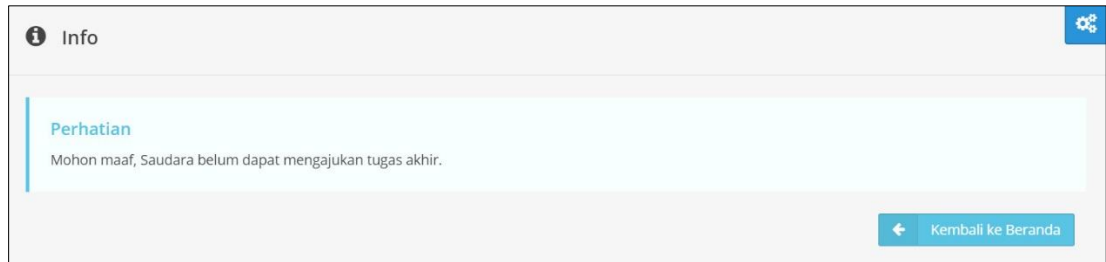 Info
Perhatian
Mohon maaf, Saudara belum dapat mengajukan tugas akhir.
Kembali ke Beranda